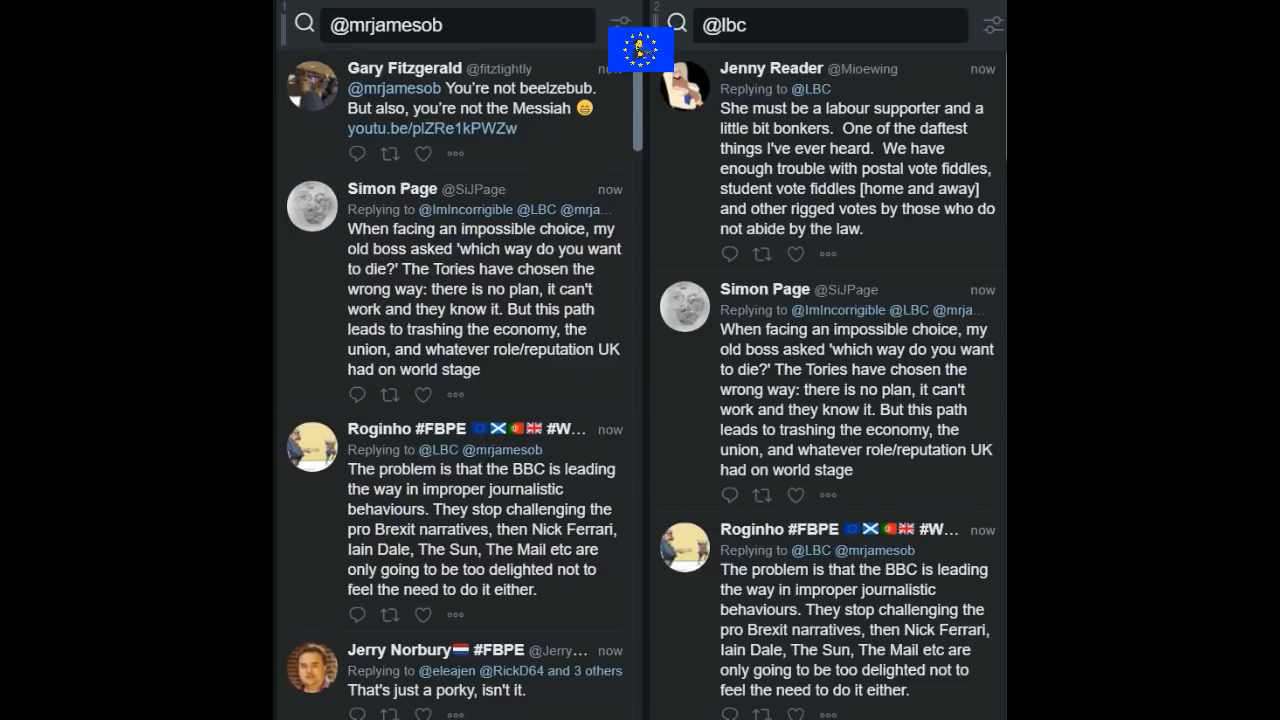 1
@mrjamesob
Gary Fitzgerald @fitztightly now
@mrjamesob You're not beelzebub.
But also, you're not the Messiah 😁
youtu.be/plZRe1kPWZw
Simon Page @SiJPage now
Replying to @ImIncorrigible @LBC @mrja...
When facing an impossible choice, my
old boss asked 'which way do you want
to die?' The Tories have chosen the
wrong way: there is no plan, it can't
work and they know it. But this path
leads to trashing the economy, the
union, and whatever role/reputation UK
had on world stage
Roginho #FBPE 🇪🇺🏴󠁧󠁢󠁳󠁣󠁴󠁿🇵🇹🇬🇧 #W... now
Replying to @LBC @mrjamesob
The problem is that the BBC is leading
the way in improper journalistic
behaviours. They stop challenging the
pro Brexit narratives, then Nick Ferrari,
Iain Dale, The Sun, The Mail etc are
only going to be too delighted not to
feel the need to do it either.
Jerry Norbury🇳🇱 #FBPE @Jerry... now
Replying to @eleajen @RickD64 and 3 others
That's just a porky, isn't it.
2
@lbc
Jenny Reader @Mioewing now
Replying to @LBC
She must be a labour supporter and a
little bit bonkers. One of the daftest
things I've ever heard. We have
enough trouble with postal vote fiddles,
student vote fiddles [home and away]
and other rigged votes by those who do
not abide by the law.
Simon Page @SiJPage now
Replying to @ImIncorrigible @LBC @mrja...
When facing an impossible choice, my
old boss asked 'which way do you want
to die?' The Tories have chosen the
wrong way: there is no plan, it can't
work and they know it. But this path
leads to trashing the economy, the
union, and whatever role/reputation UK
had on world stage
Roginho #FBPE 🇪🇺🏴󠁧󠁢󠁳󠁣󠁴󠁿🇵🇹🇬🇧 #W... now
Replying to @LBC @mrjamesob
The problem is that the BBC is leading
the way in improper journalistic
behaviours. They stop challenging the
pro Brexit narratives, then Nick Ferrari,
Iain Dale, The Sun, The Mail etc are
only going to be too delighted not to
feel the need to do it either.